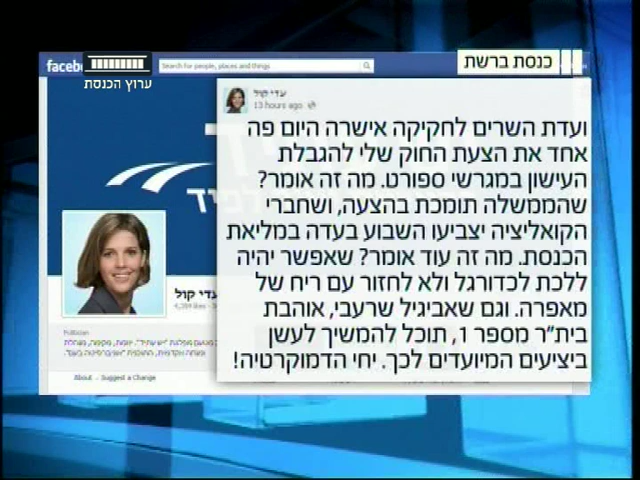 facebo
Search for people, places and things
כנסת ברשת
ערוץ הכנסת
עדי קול
13 hours ago
ועדת השרים לחקיקה אישרה היום פה
אחד את הצעת החוק שלי להגבלת
העישון במגרשי ספורט. מה זה אומר?
שהממשלה תומכת בהצעה, ושחברי
הקואליציה יצביעו השבוע בעדה במליאת
הכנסת. מה זה עוד אומר? שאפשר יהיה
ללכת לכדורגל ולא לחזור עם ריח של
מאפרה. וגם שאביגיל שרעבי, אוהבת
בית״ר מספר 1, תוכל להמשיך לעשן
ביציעים המיועדים לכך. יחי הדמוקרטיה!
עדי קול
Politician
About Suggest a Change